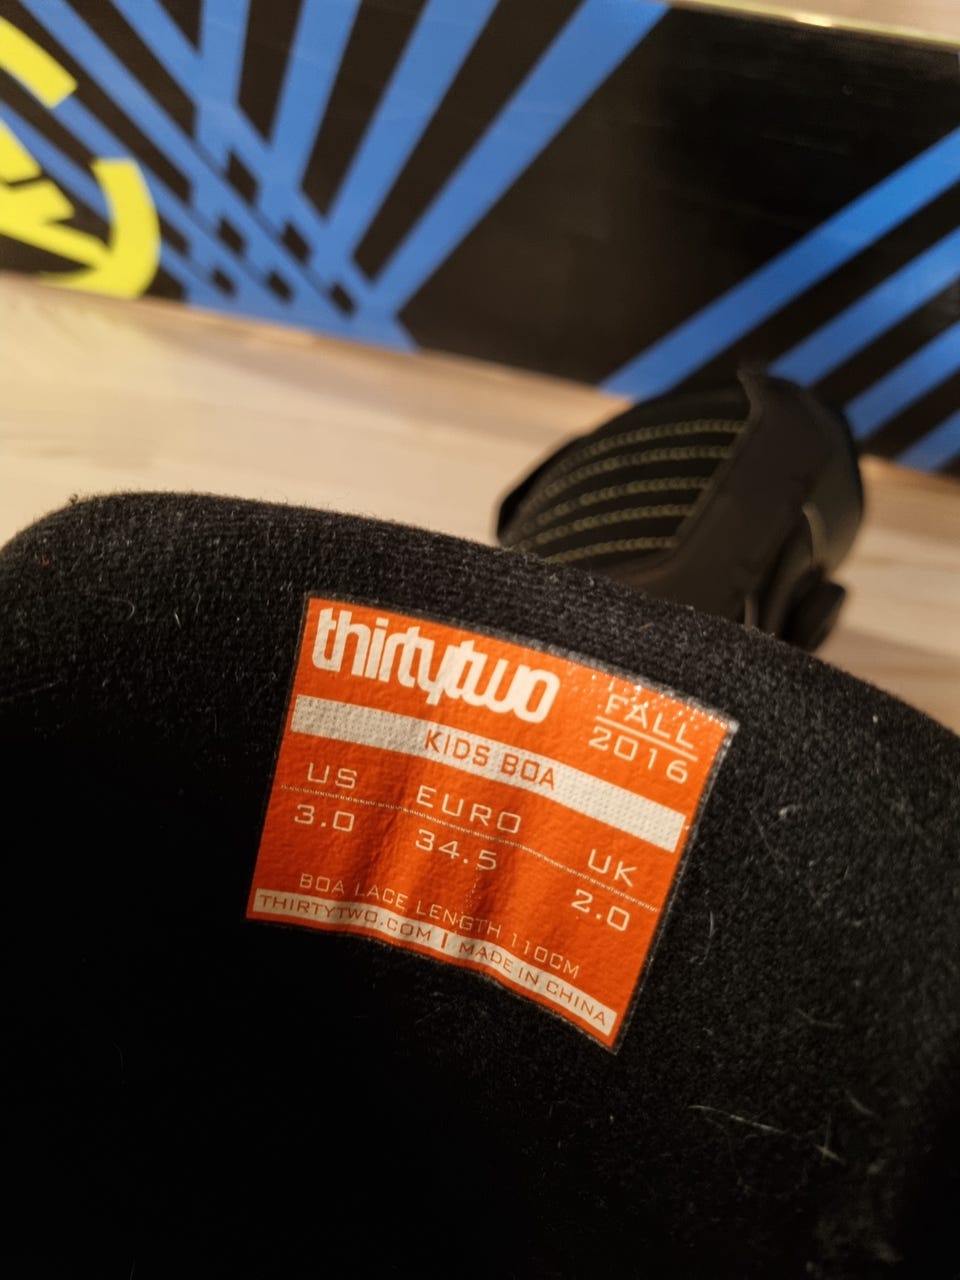 thirtytwo
FALL
2016
KIDS BOA
US EURO UK
3.0 34.5 2.0
BOA LACE LENGTH 110CM
THIRTYTWO.COM | MADE IN CHINA